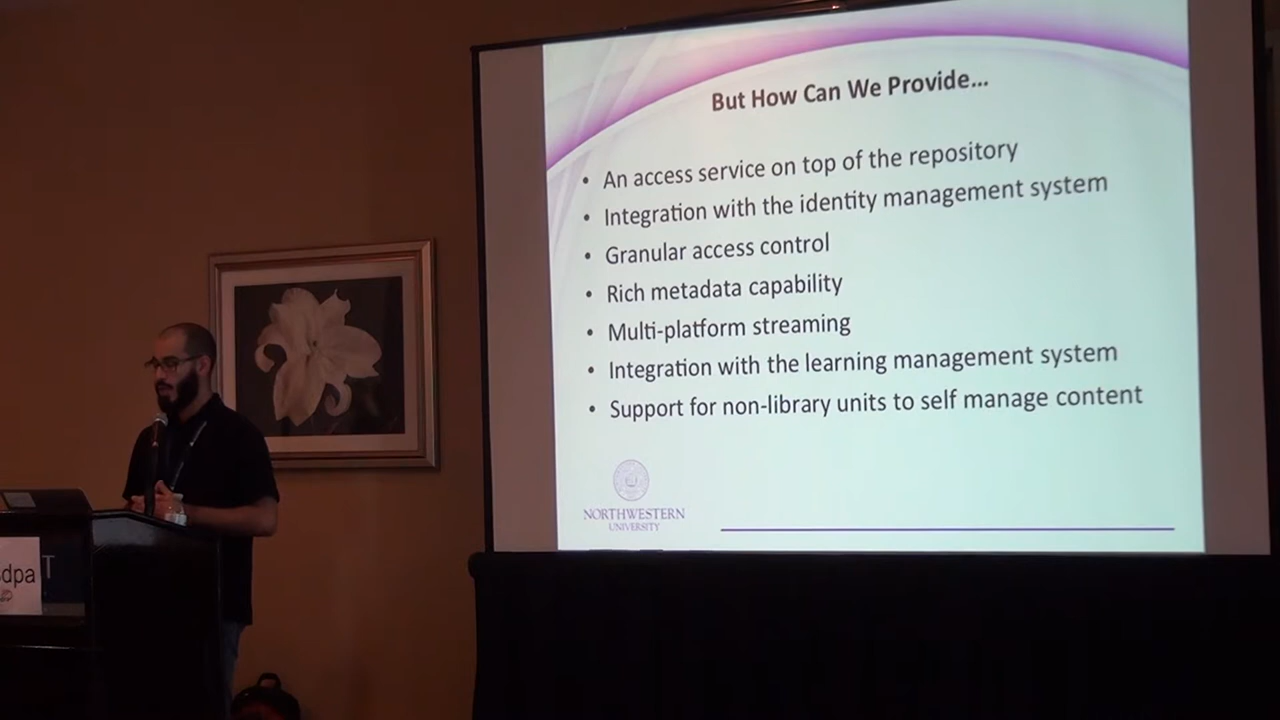 But How Can We Provide...
• An access service on top of the repository
• Integration with the identity management system
• Granular access control
• Rich metadata capability
• Multi-platform streaming
• Integration with the learning management system
• Support for non-library units to self manage content
NORTHWESTERN
UNIVERSITY
dpa
T